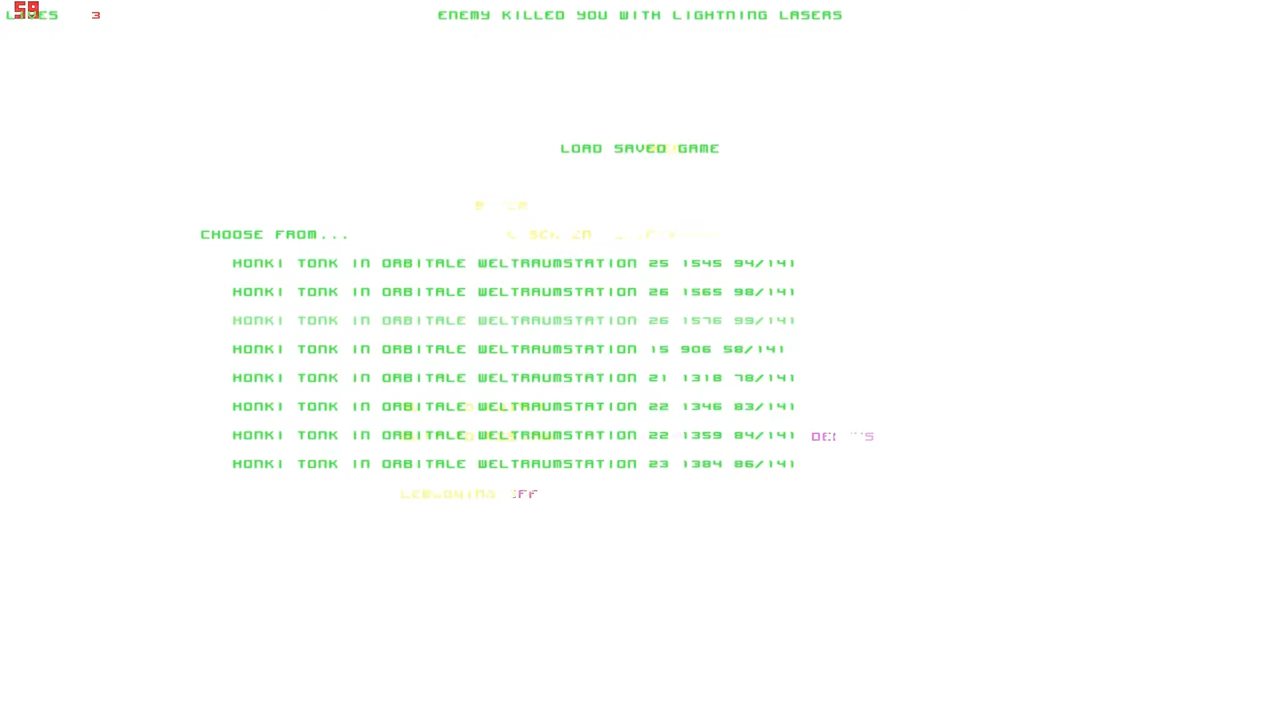 59
LIVES 3 ENEMY KILLED YOU WITH LIGHTNING LASERS
LOAD SAVED GAME
CHOOSE FROM...
HONKI TONK IN ORBITALE WELTRAUMSTATION 25 1545 94/141
HONKI TONK IN ORBITALE WELTRAUMSTATION 26 1565 98/141
HONKI TONK IN ORBITALE WELTRAUMSTATION 26 1576 99/141
HONKI TONK IN ORBITALE WELTRAUMSTATION 15 906 58/141
HONKI TONK IN ORBITALE WELTRAUMSTATION 21 1318 78/141
HONKI TONK IN ORBITALE WELTRAUMSTATION 22 1346 83/141
HONKI TONK IN ORBITALE WELTRAUMSTATION 22 1359 84/141
HONKI TONK IN ORBITALE WELTRAUMSTATION 23 1384 86/141